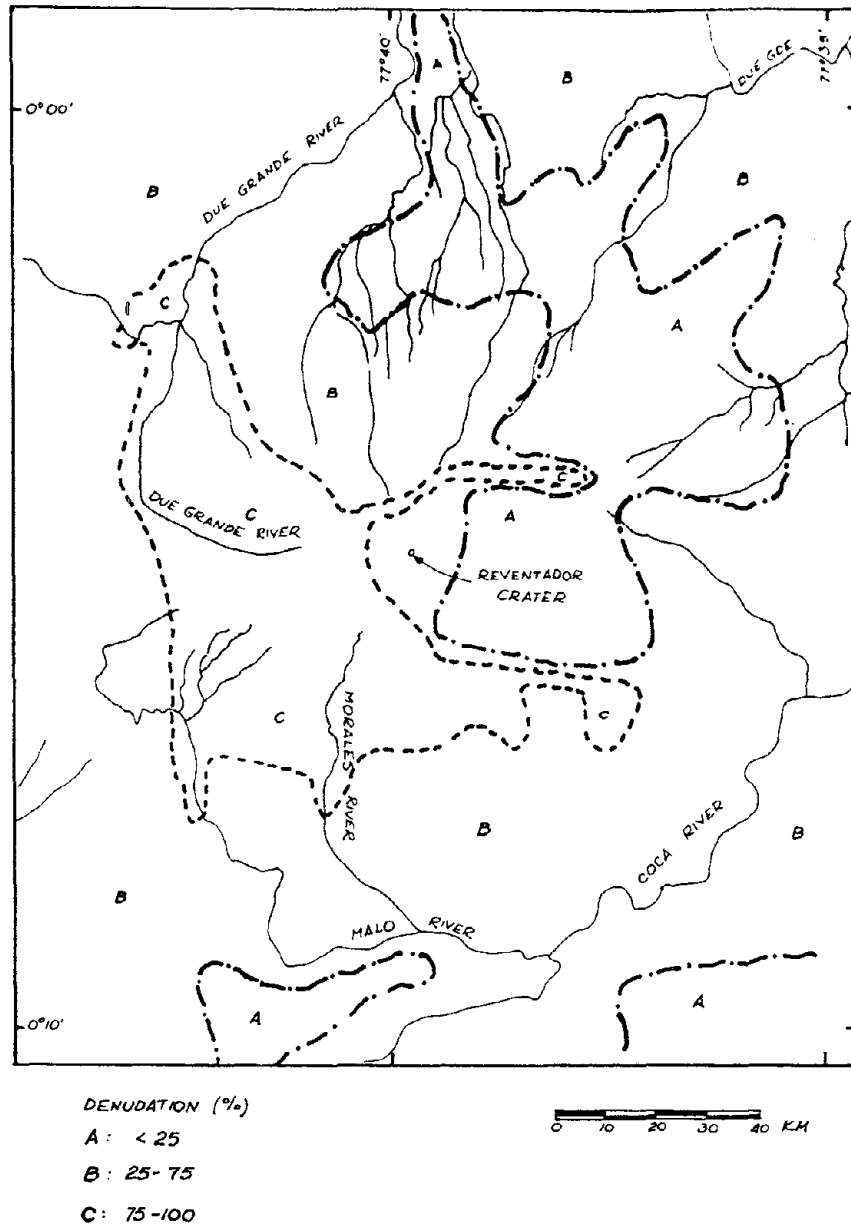 77°40'
77°35'
A
B
DUE GDE
0°00'
DUE GRANDE RIVER
B
B
C
A
B
C
DUE GRANDE RIVER
C
A
REVENTADOR
CRATER
MORALES RIVER
C
C
B
COCA RIVER
B
B
MALO RIVER
A
A
0°10'
DENUDATION (%)
A: < 25
B: 25-75
C: 75-100
0 10 20 30 40 KM